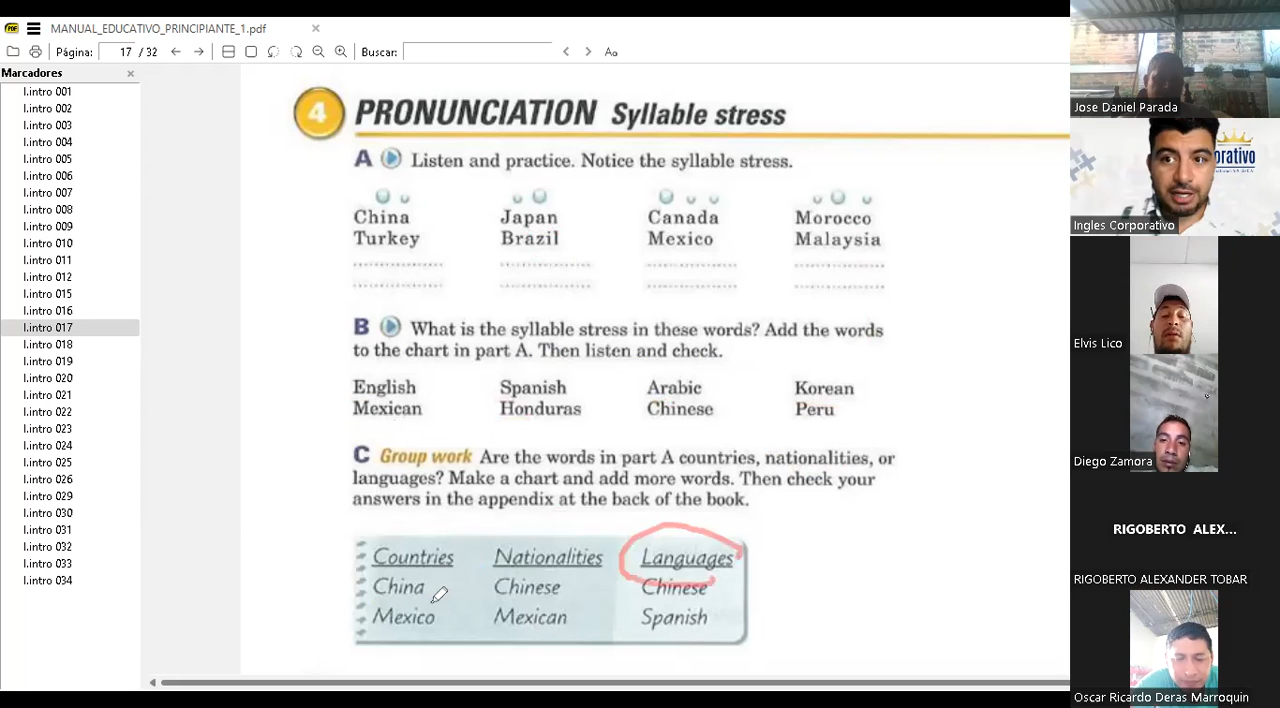 MANUAL_EDUCATIVO_PRINCIPIANTE_1.pdf
Página: 17 / 32 Buscar: Aa
Marcadores
I.intro 001
I.intro 002
I.intro 003
I.intro 004
I.intro 005
I.intro 006
I.intro 007
I.intro 008
I.intro 009
I.intro 010
I.intro 011
I.intro 012
I.intro 015
I.intro 016
I.intro 017
I.intro 018
I.intro 019
I.intro 020
I.intro 021
I.intro 022
I.intro 023
I.intro 024
I.intro 025
I.intro 026
I.intro 029
I.intro 030
I.intro 031
I.intro 032
I.intro 033
I.intro 034
4 PRONUNCIATION Syllable stress
A Listen and practice. Notice the syllable stress.
China Japan Canada Morocco
Turkey Brazil Mexico Malaysia
B What is the syllable stress in these words? Add the words
to the chart in part A. Then listen and check.
English Spanish Arabic Korean
Mexican Honduras Chinese Peru
C Group work Are the words in part A countries, nationalities, or
languages? Make a chart and add more words. Then check your
answers in the appendix at the back of the book.
Countries Nationalities Languages
China Chinese Chinese
Mexico Mexican Spanish
Jose Daniel Parada
orativo
Ingles Corporativo
Elvis Lico
Diego Zamora
RIGOBERTO ALEX...
RIGOBERTO ALEXANDER TOBAR
Oscar Ricardo Deras Marroquin